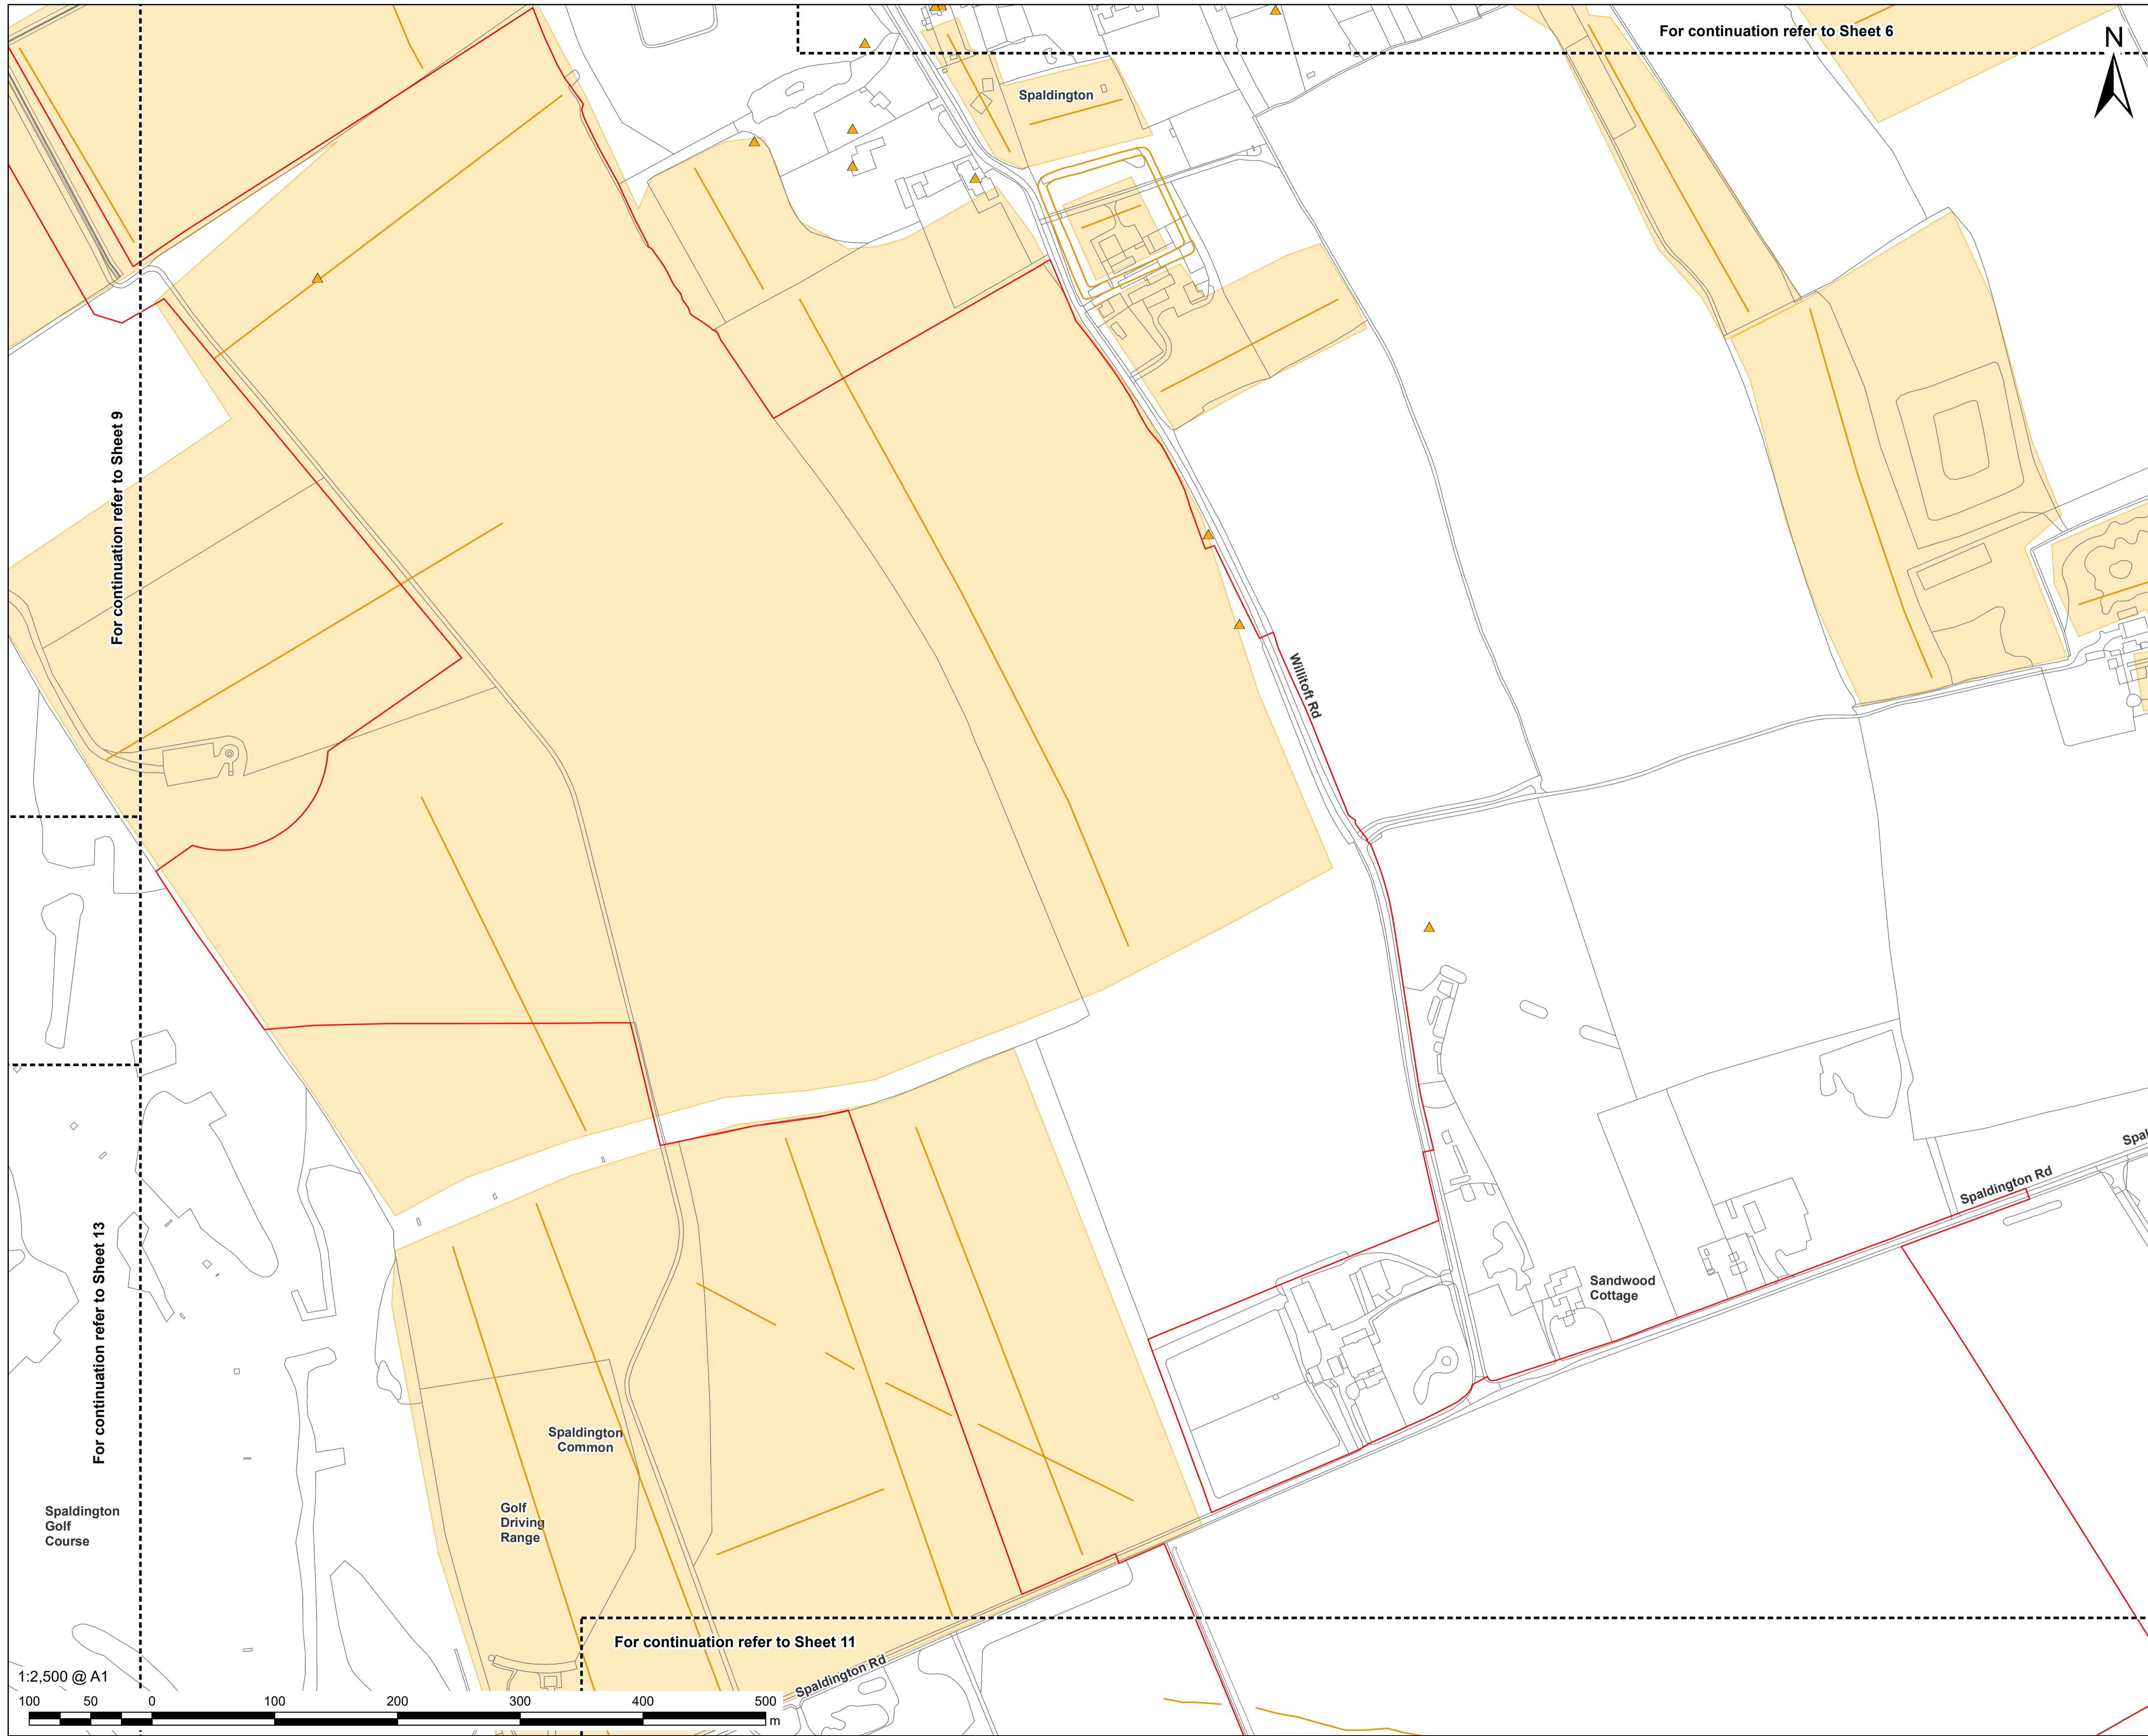 For continuation refer to Sheet 6
N
Spaldington
For continuation refer to Sheet 9
Willitoft Rd
Spal
Spaldington Rd
Sandwood
Cottage
For continuation refer to Sheet 13
Spaldington
Common
Golf
Driving
Range
Spaldington
Golf
Course
For continuation refer to Sheet 11
Spaldington Rd
1:2,500 @ A1
100 50 0 100 200 300 400 500
m